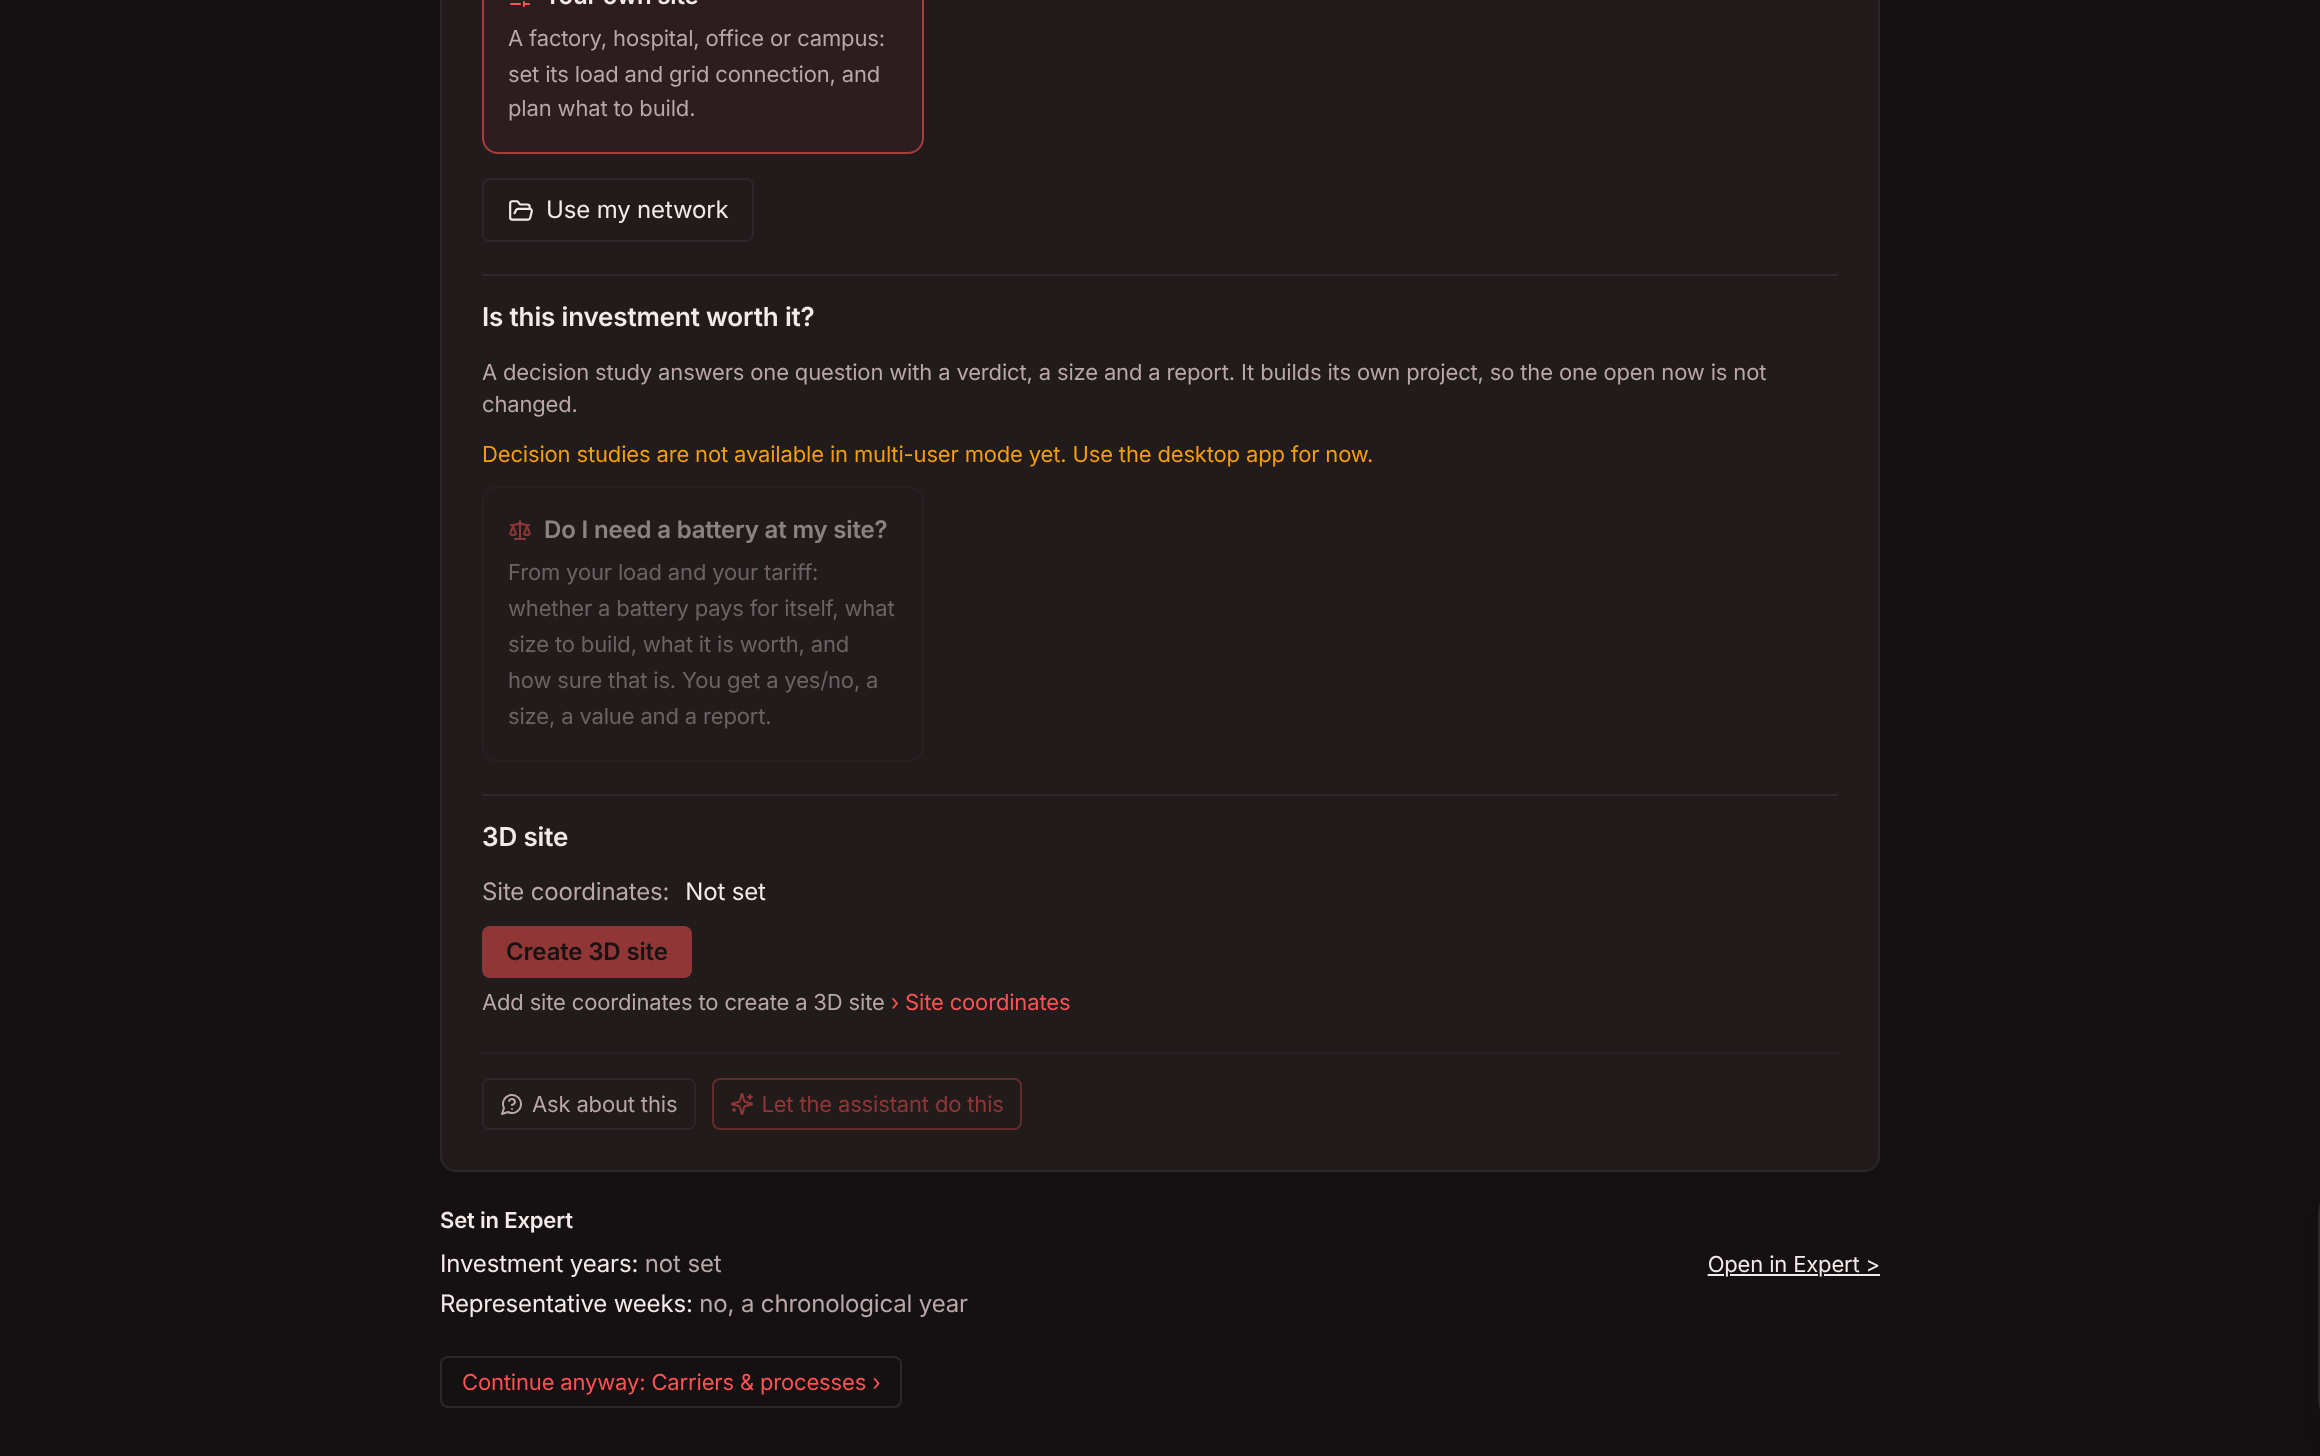 Your own site
A factory, hospital, office or campus:
set its load and grid connection, and
plan what to build.
Use my network
Is this investment worth it?
A decision study answers one question with a verdict, a size and a report. It builds its own project, so the one open now is not
changed.
Decision studies are not available in multi-user mode yet. Use the desktop app for now.
Do I need a battery at my site?
From your load and your tariff:
whether a battery pays for itself, what
size to build, what it is worth, and
how sure that is. You get a yes/no, a
size, a value and a report.
3D site
Site coordinates: Not set
Create 3D site
Add site coordinates to create a 3D site › Site coordinates
Ask about this
Let the assistant do this
Set in Expert
Investment years: not set
Open in Expert >
Representative weeks: no, a chronological year
Continue anyway: Carriers & processes ›